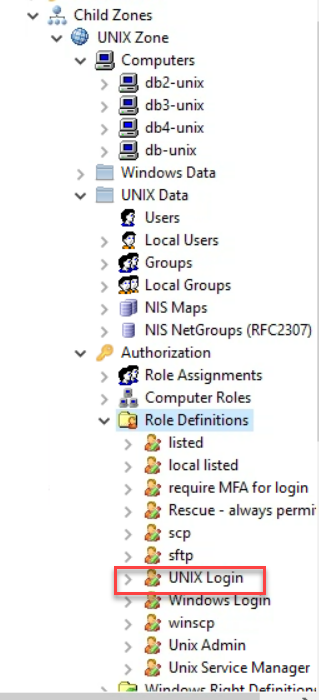 Child Zones
UNIX Zone
Computers
db2-unix
db3-unix
db4-unix
db-unix
Windows Data
UNIX Data
Users
Local Users
Groups
Local Groups
NIS Maps
NIS NetGroups (RFC2307)
Authorization
Role Assignments
Computer Roles
Role Definitions
listed
local listed
require MFA for login
Rescue - always permi
scp
sftp
UNIX Login
Windows Login
winscp
Unix Admin
Unix Service Manager
Windows Right Definitions